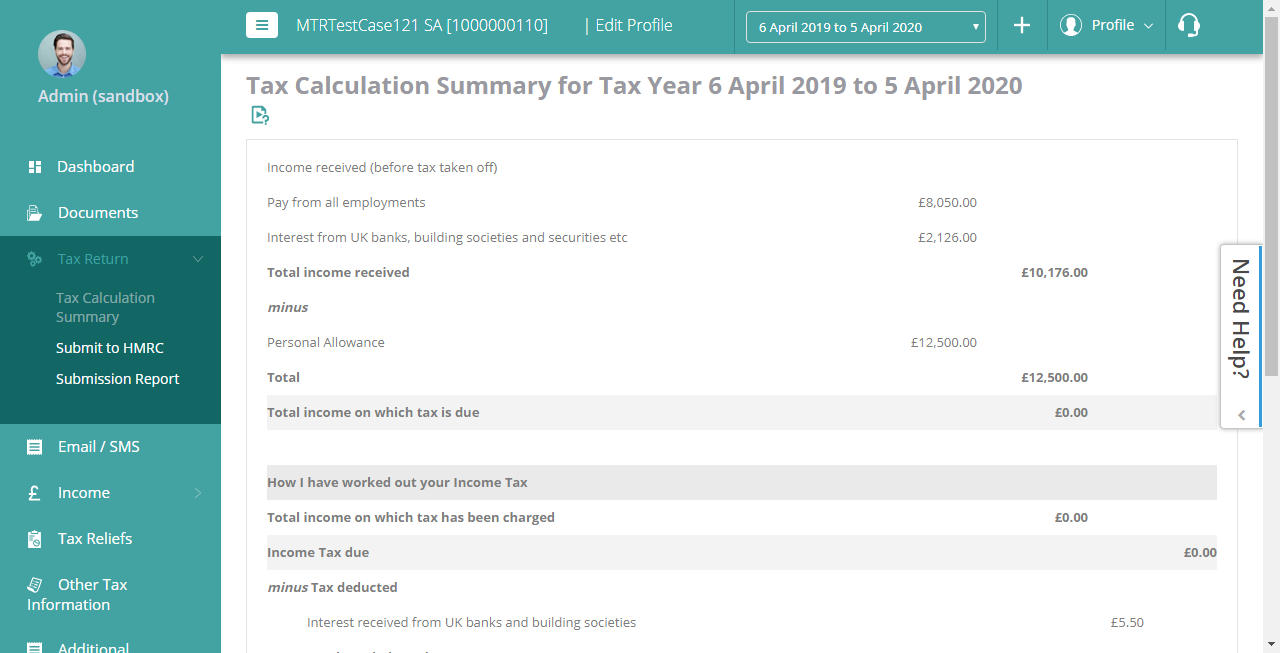 MTRTestCase121 SA [1000000110]
| Edit Profile
6 April 2019 to 5 April 2020
Profile
Admin (sandbox)
Dashboard
Documents
Tax Return
Tax Calculation
Summary
Submit to HMRC
Submission Report
Email / SMS
Income
Tax Reliefs
Other Tax
Information
Additional
Tax Calculation Summary for Tax Year 6 April 2019 to 5 April 2020
Income received (before tax taken off)
Pay from all employments £8,050.00
Interest from UK banks, building societies and securities etc £2,126.00
Total income received £10,176.00
minus
Personal Allowance £12,500.00
Total £12,500.00
Total income on which tax is due £0.00
How I have worked out your Income Tax
Total income on which tax has been charged £0.00
Income Tax due £0.00
minus Tax deducted
Interest received from UK banks and building societies £5.50
Need Help?